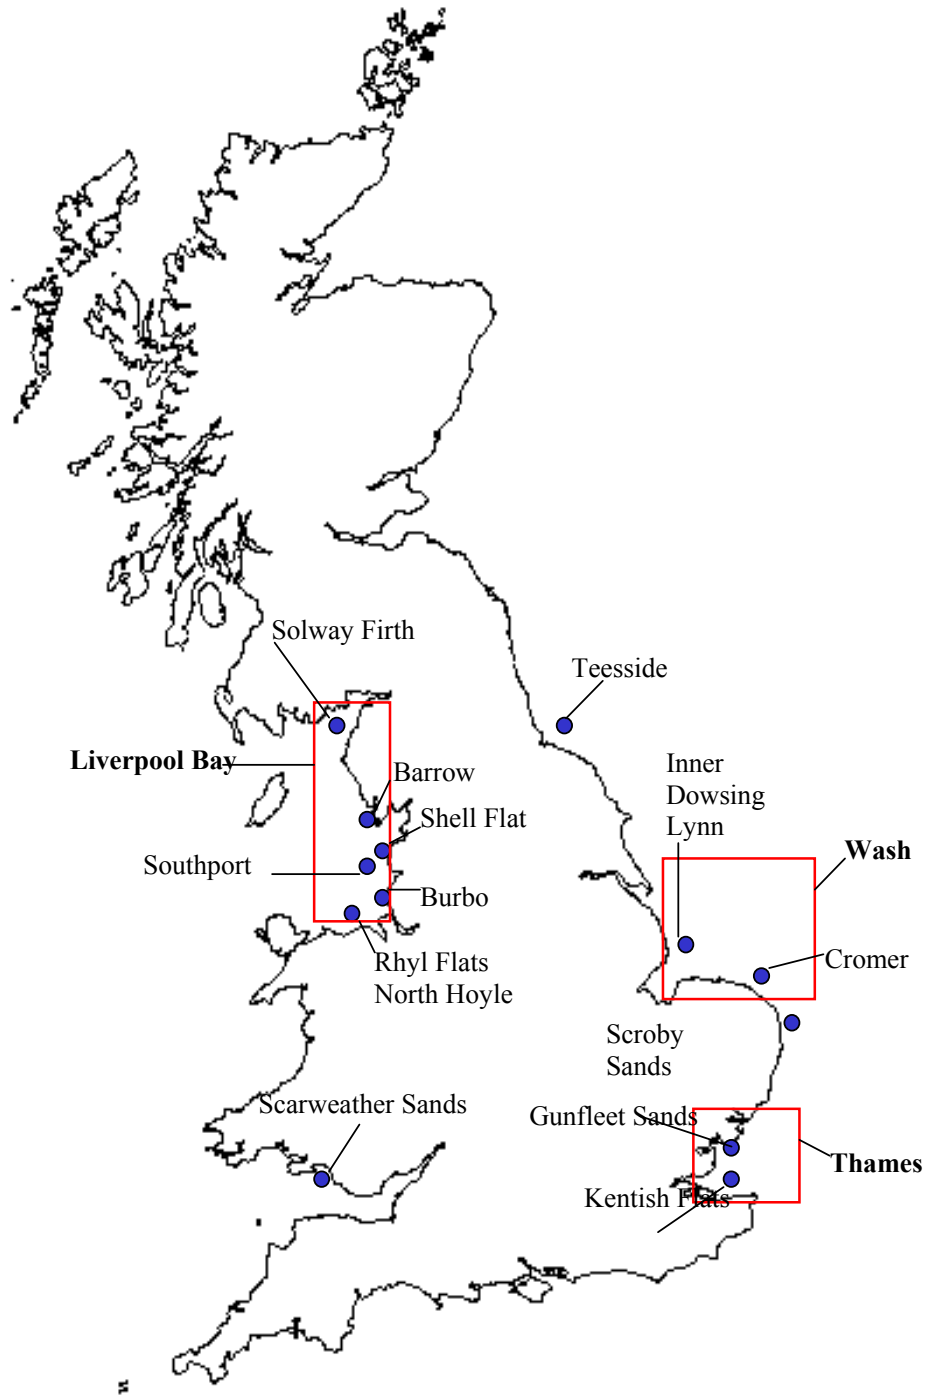 Solway Firth
Teesside
Liverpool Bay
Barrow
Inner
Dowsing
Lynn
Shell Flat
Wash
Southport
Burbo
Cromer
Rhyl Flats
North Hoyle
Scroby
Sands
Scarweather Sands
Gunfleet Sands
Thames
Kentish Flats